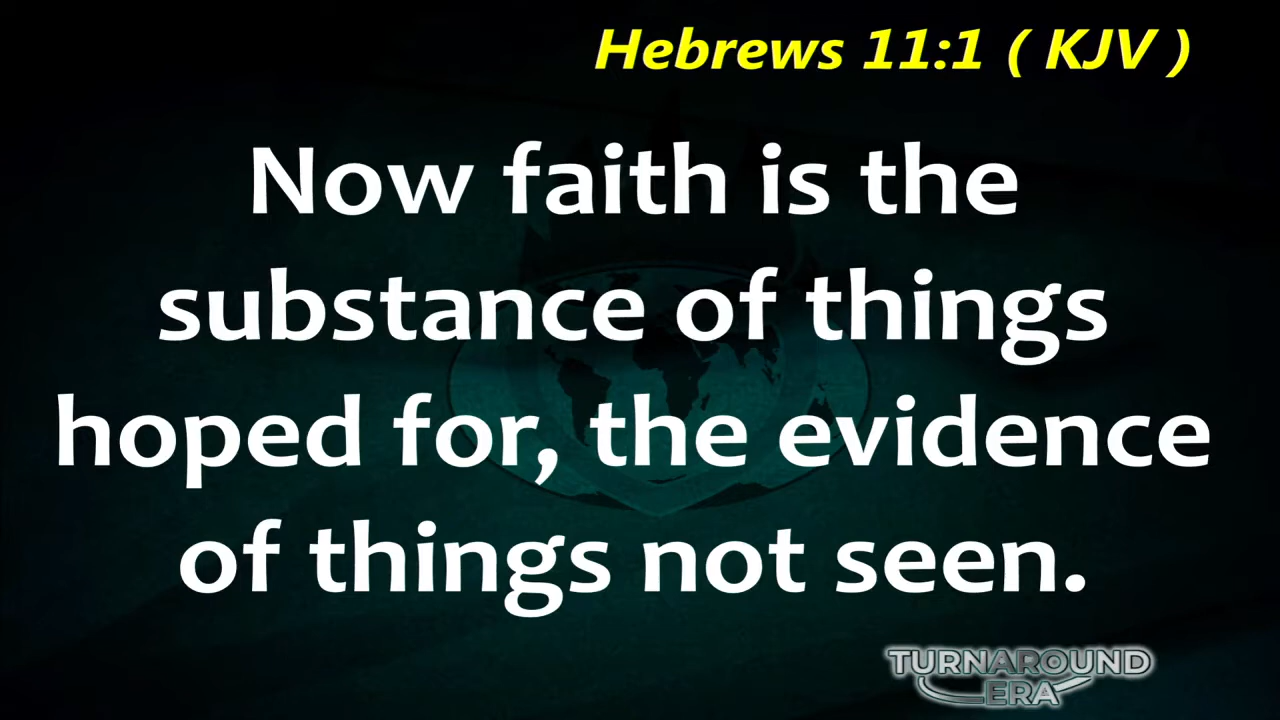 Hebrews 11:1 ( KJV )
Now faith is the
substance of things
hoped for, the evidence
of things not seen.
TURNAROUND
ERA